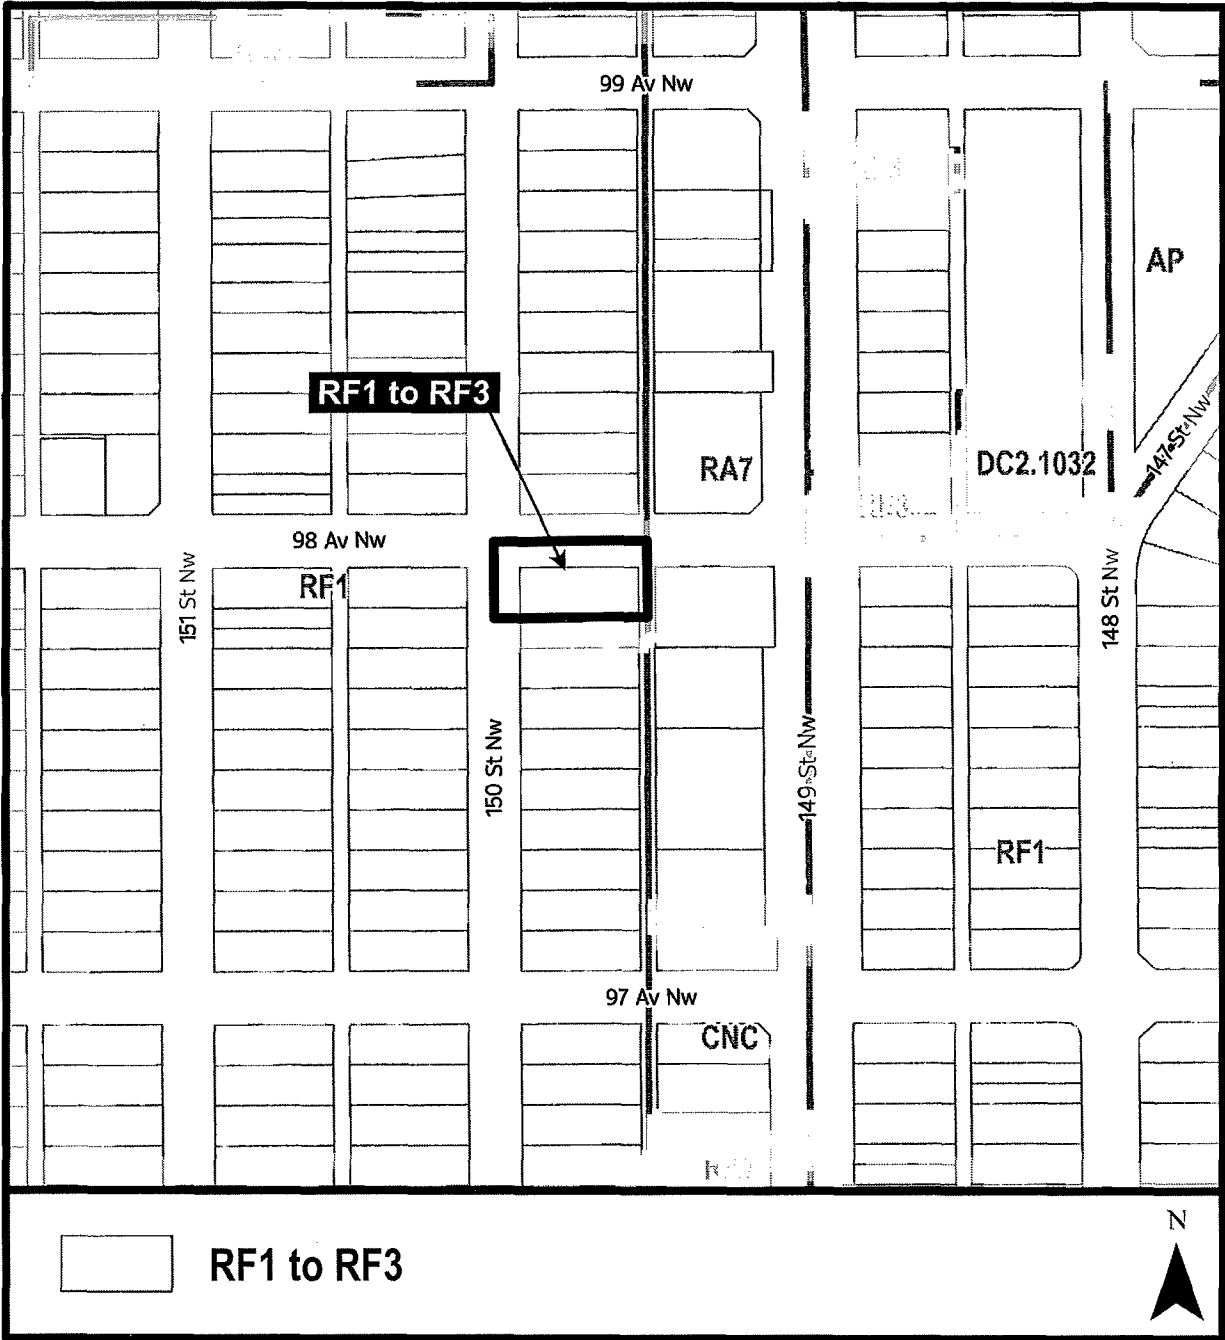 99 Av Nw
AP
RF1 to RF3
147 St Nw
RA7
DC2.1032
98 Av Nw
RF1
151 St Nw
148 St Nw
150 St Nw
149 St Nw
RF1
97 Av Nw
CNC
N
RF1 to RF3